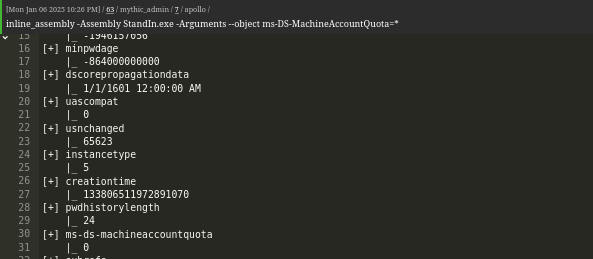 [Mon Jan 06 2025 10:26 PM] / 63 / mythic_admin / 7 / apollo /
inline_assembly -Assembly StandIn.exe -Arguments --object ms-DS-MachineAccountQuota=*
15 |_ -1946157056
16 [+] minpwdage
17 |_ -864000000000
18 [+] dscorepropagationdata
19 |_ 1/1/1601 12:00:00 AM
20 [+] uascompat
21 |_ 0
22 [+] usnchanged
23 |_ 65623
24 [+] instancetype
25 |_ 5
26 [+] creationtime
27 |_ 133806511972891070
28 [+] pwdhistorylength
29 |_ 24
30 [+] ms-ds-machineaccountquota
31 |_ 0
32 [+]